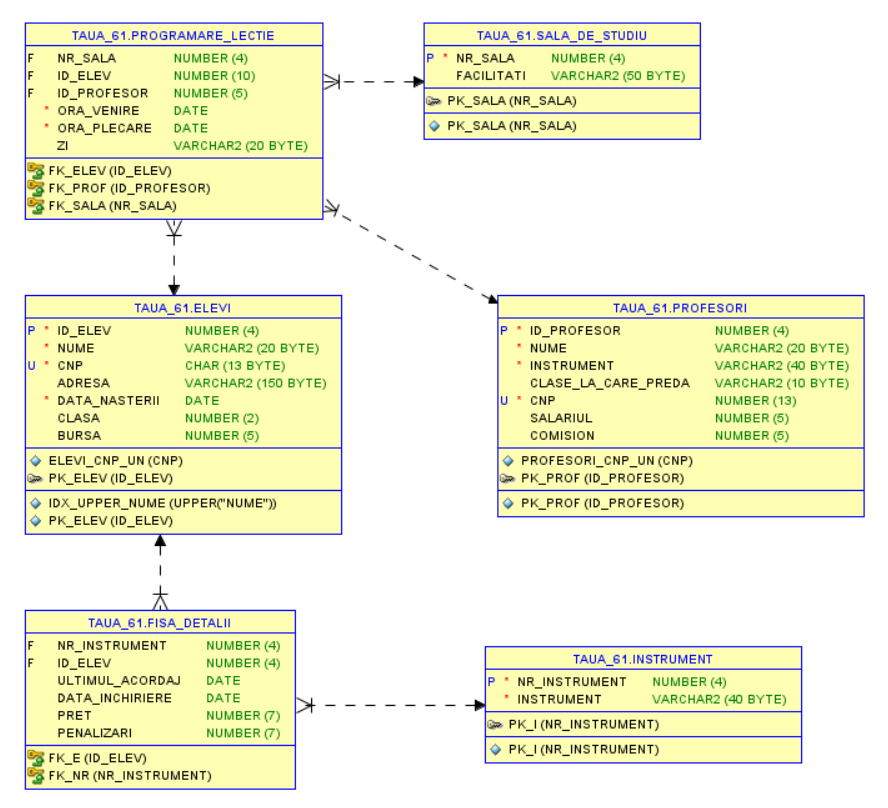 TAUA_61.PROGRAMARE_LECTIE
F NR_SALA NUMBER (4)
F ID_ELEV NUMBER (10)
F ID_PROFESOR NUMBER (5)
* ORA_VENIRE DATE
* ORA_PLECARE DATE
ZI VARCHAR2 (20 BYTE)
FK_ELEV (ID_ELEV)
FK_PROF (ID_PROFESOR)
FK_SALA (NR_SALA)
TAUA_61.SALA_DE_STUDIU
P * NR_SALA NUMBER (4)
FACILITATI VARCHAR2 (50 BYTE)
PK_SALA (NR_SALA)
PK_SALA (NR_SALA)
TAUA_61.ELEVI
P * ID_ELEV NUMBER (4)
* NUME VARCHAR2 (20 BYTE)
U * CNP CHAR (13 BYTE)
ADRESA VARCHAR2 (150 BYTE)
* DATA_NASTERII DATE
CLASA NUMBER (2)
BURSA NUMBER (5)
ELEVI_CNP_UN (CNP)
PK_ELEV (ID_ELEV)
IDX_UPPER_NUME (UPPER("NUME"))
PK_ELEV (ID_ELEV)
TAUA_61.PROFESORI
P * ID_PROFESOR NUMBER (4)
* NUME VARCHAR2 (20 BYTE)
* INSTRUMENT VARCHAR2 (40 BYTE)
CLASE_LA_CARE_PREDA VARCHAR2 (10 BYTE)
U * CNP NUMBER (13)
SALARIUL NUMBER (5)
COMISION NUMBER (5)
PROFESORI_CNP_UN (CNP)
PK_PROF (ID_PROFESOR)
PK_PROF (ID_PROFESOR)
TAUA_61.FISA_DETALII
F NR_INSTRUMENT NUMBER (4)
F ID_ELEV NUMBER (4)
ULTIMUL_ACORDAJ DATE
DATA_INCHIRIERE DATE
PRET NUMBER (7)
PENALIZARI NUMBER (7)
FK_E (ID_ELEV)
FK_NR (NR_INSTRUMENT)
TAUA_61.INSTRUMENT
P * NR_INSTRUMENT NUMBER (4)
* INSTRUMENT VARCHAR2 (40 BYTE)
PK_I (NR_INSTRUMENT)
PK_I (NR_INSTRUMENT)